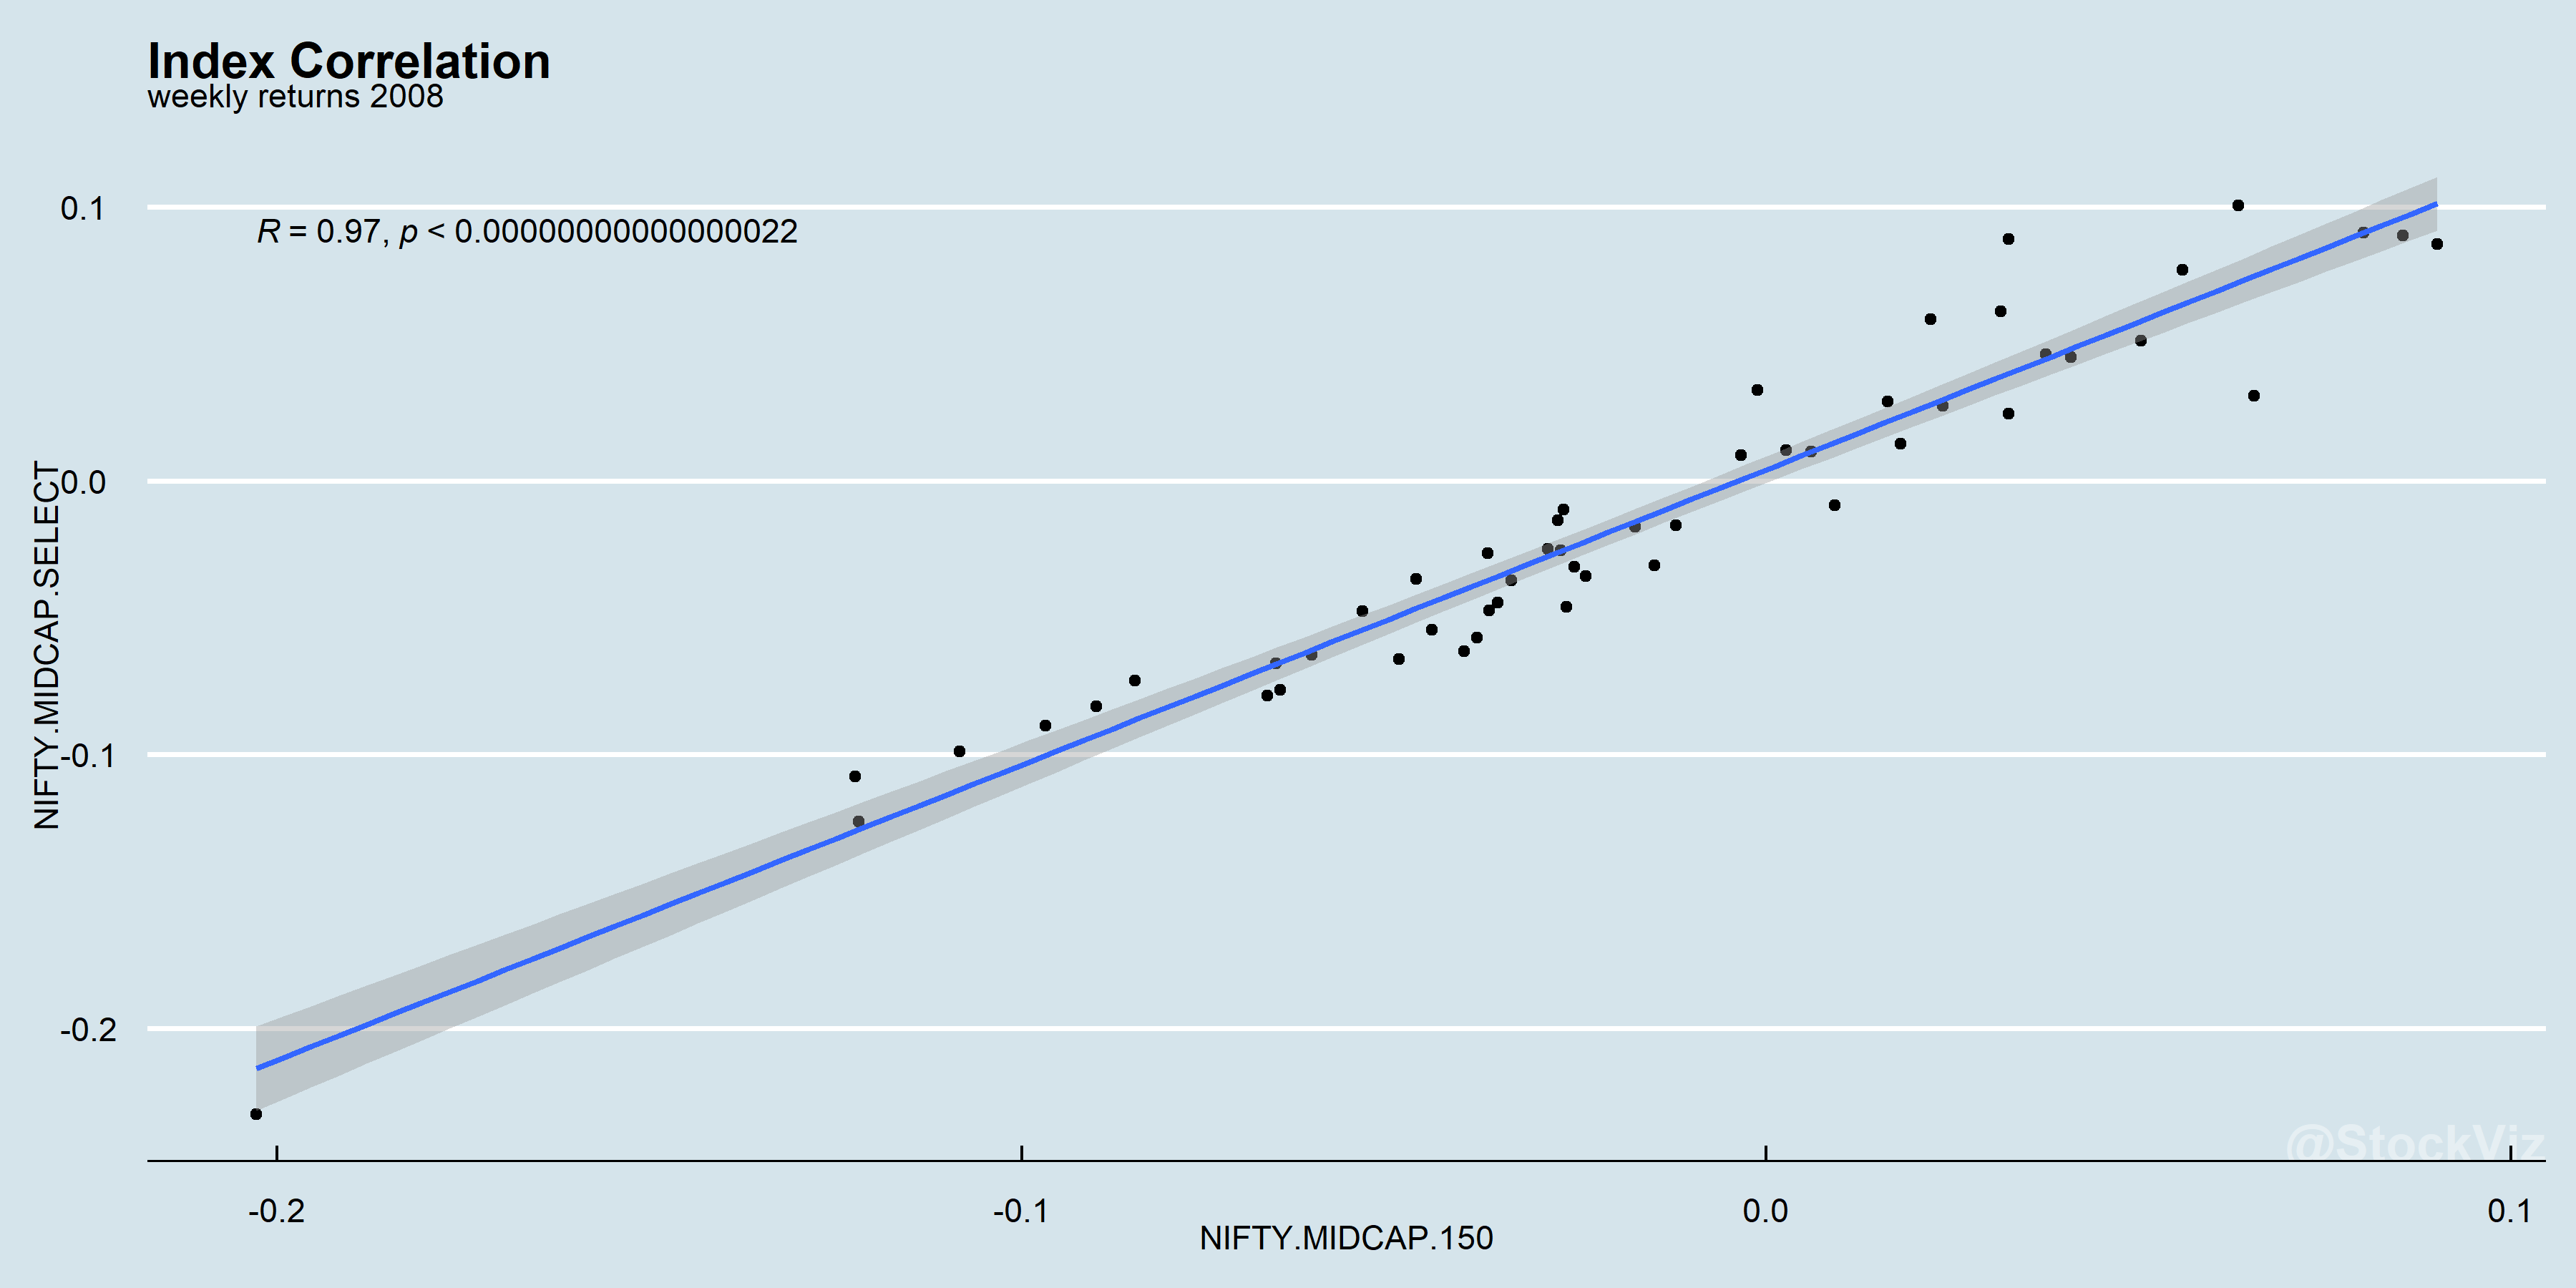 Index Correlation
weekly returns 2008
R = 0.97, p < 0.00000000000000022
0.1
0.0
-0.1
-0.2
NIFTY.MIDCAP.SELECT
@StockViz
-0.2
-0.1
0.0
0.1
NIFTY.MIDCAP.150